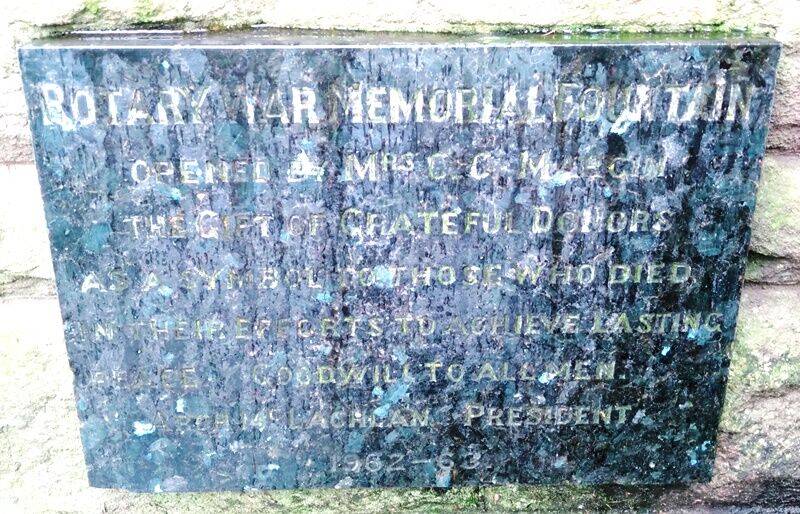 ROTARY WAR MEMORIAL FOUNTAIN
OPENED BY MRS C. C.
THE GIFT OF GRATEFUL DONORS
AS A SYMBOL TO THOSE WHO DIED
IN THEIR EFFORTS TO ACHIEVE LASTING
PEACE GOODWILL TO ALL MEN.
ARCH MCLACHLAN PRESIDENT
1962-63